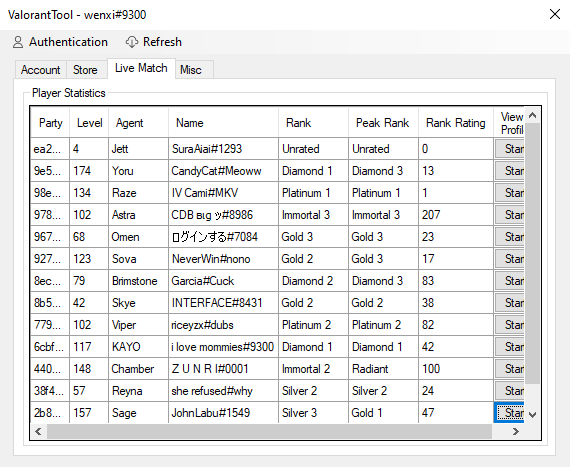 ValorantTool - wenxi#9300
Authentication Refresh
Account Store Live Match Misc
Player Statistics
Party Level Agent Name Rank Peak Rank Rank Rating View Profile
ea2... 4 Jett SuraAiai#1293 Unrated Unrated 0 Star
9e5... 174 Yoru CandyCat#Meoww Diamond 1 Diamond 3 13 Star
98e... 134 Raze IV Cami#MKV Platinum 1 Platinum 1 1 Star
978... 102 Astra CDB вιg ッ#8986 Immortal 3 Immortal 3 207 Star
967... 68 Omen ログインする#7084 Gold 3 Gold 3 23 Star
927... 123 Sova NeverWin#nono Gold 2 Gold 3 17 Star
8ec... 79 Brimstone Garcia#Cuck Diamond 2 Diamond 3 83 Star
8b5... 42 Skye INTERFACE#8431 Gold 2 Gold 2 38 Star
779... 102 Viper riceyzx#dubs Platinum 2 Platinum 2 82 Star
6cbf... 117 KAYO i love mommies#9300 Diamond 1 Diamond 1 42 Star
440... 148 Chamber Z U N R I#0001 Immortal 2 Radiant 100 Star
38f4... 57 Reyna she refused#why Silver 2 Silver 2 24 Star
2b8... 157 Sage JohnLabu#1549 Silver 3 Gold 1 47 Star